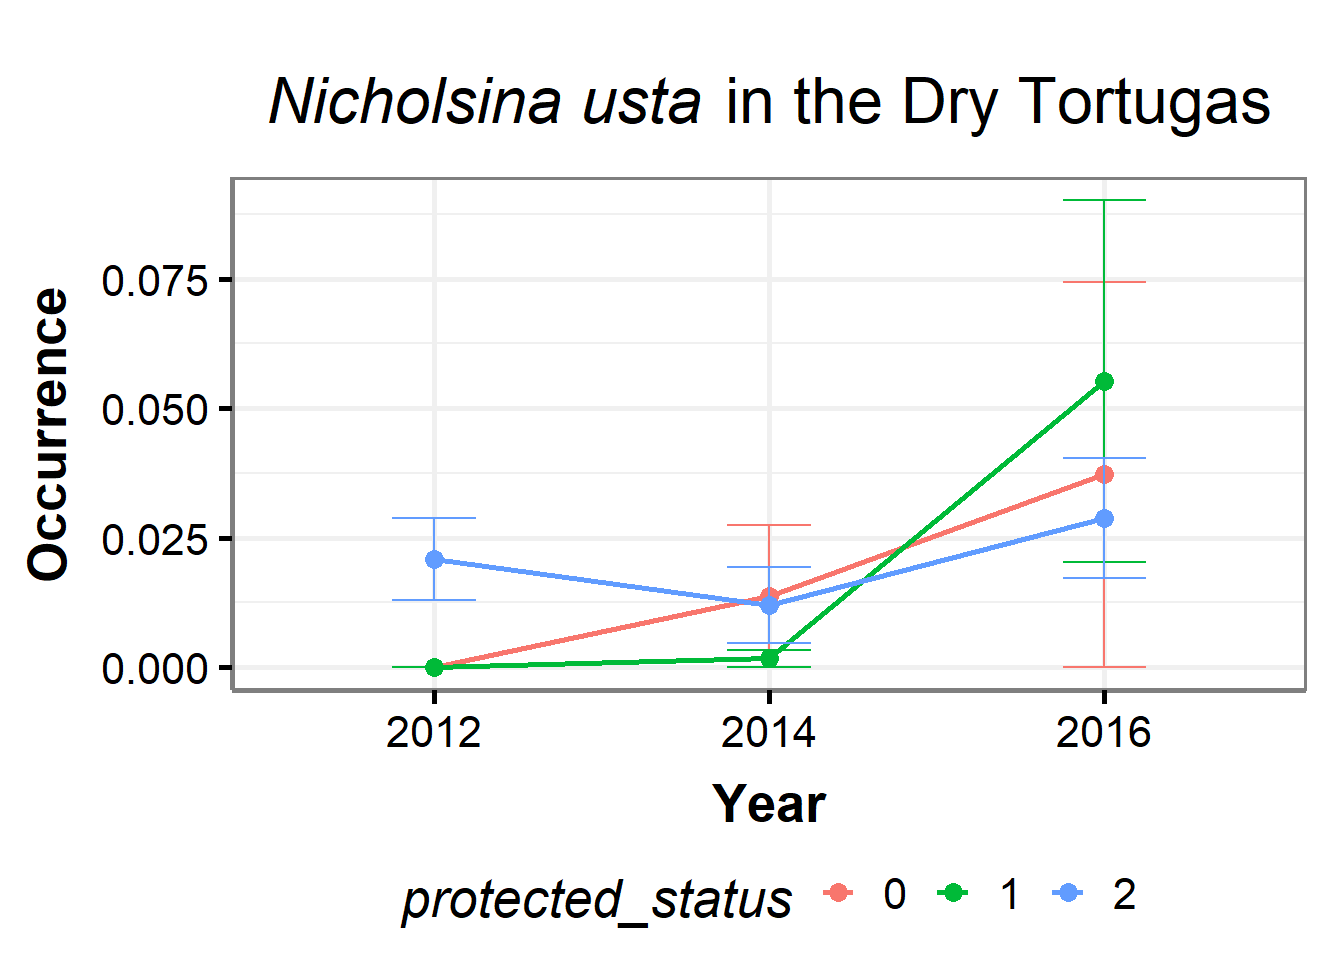 Nicholsina usta in the Dry Tortugas
Occurrence
0.075
0.050
0.025
0.000
2012 2014 2016
Year
protected_status 0 1 2